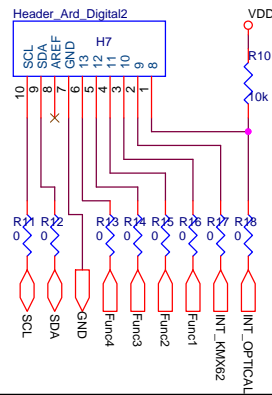 Header_Ard_Digital2
VDD
H7
SCL
SDA
AREF
GND
13
12
11
10
9
8
10
9
8
7
6
5
4
3
2
1
R10
10k
R11
0
R12
0
R13
0
R14
0
R15
0
R16
0
R17
0
R18
0
SCL
SDA
GND
Func4
Func3
Func2
Func1
INT_KMX62
INT_OPTICAL